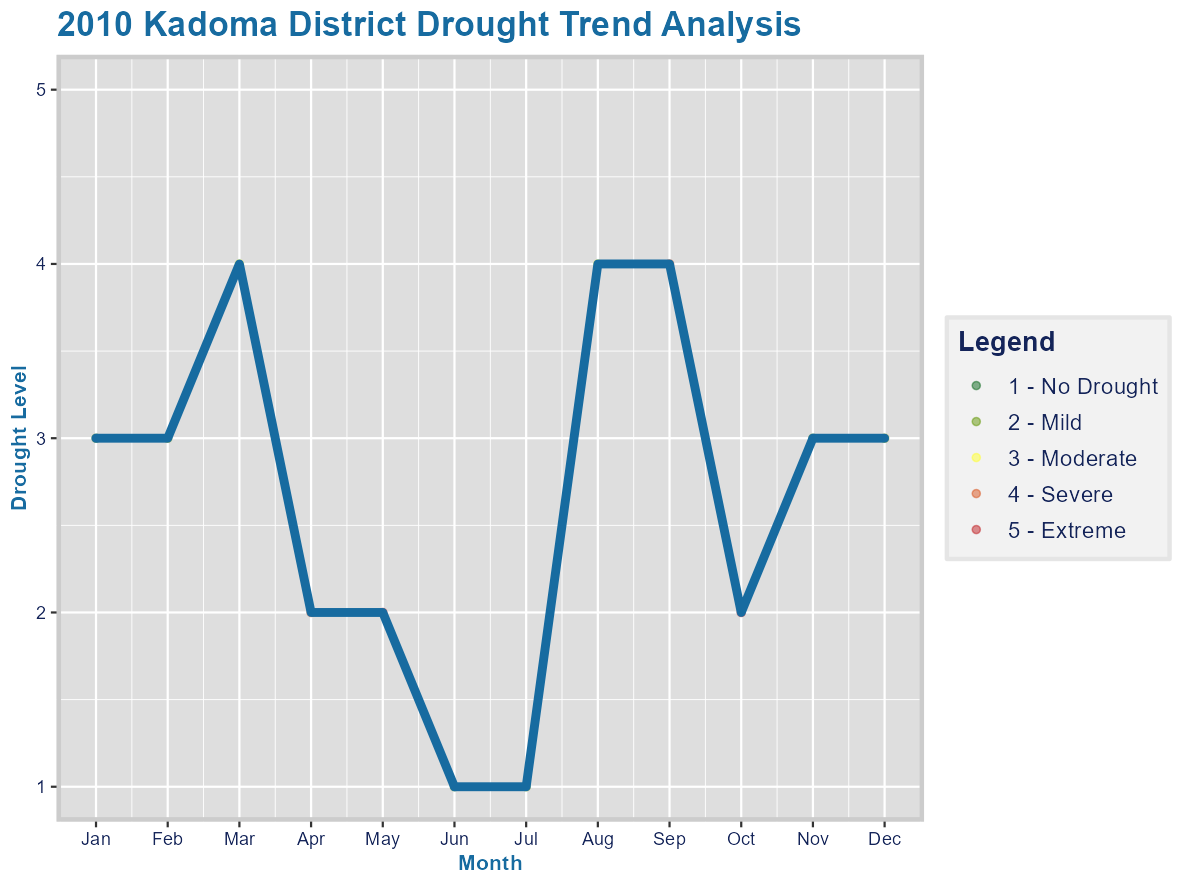 2010 Kadoma District Drought Trend Analysis
5
4
3
2
1
Drought Level
Jan Feb Mar Apr May Jun Jul Aug Sep Oct Nov Dec
Month
Legend
1 - No Drought
2 - Mild
3 - Moderate
4 - Severe
5 - Extreme